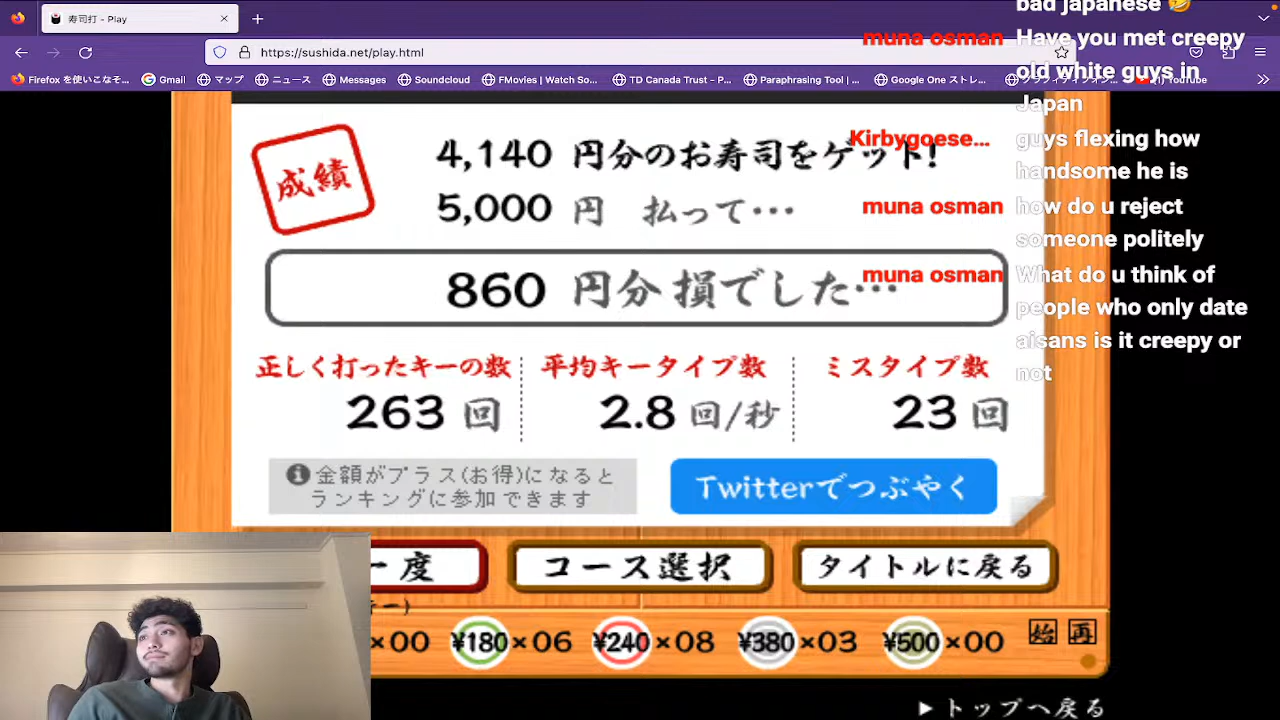 寿司打 - Play
https://sushida.net/play.html
Firefox を使いこなそ...
Gmail
マップ
ニュース
Messages
Soundcloud
FMovies | Watch So...
TD Canada Trust - P...
Paraphrasing Tool |...
Google One ストレ...
YouTube
bad japanese 🤣
muna osman Have you met creepy
old white guys in
Japan
Kirbygoese... guys flexing how
handsome he is
muna osman how do u reject
someone politely
muna osman What do u think of
people who only date
aisans is it creepy or
not
成績
4,140 円分のお寿司をゲット!
5,000 円 払って…
860 円分 損でした…
正しく打ったキーの数
263 回
平均キータイプ数
2.8 回/秒
ミスタイプ数
23 回
金額がプラス(お得)になると
ランキングに参加できます
Twitterでつぶやく
一度
コース選択
タイトルに戻る
×00 ¥180×06 ¥240×08 ¥380×03 ¥500×00
始 再
▶トップへ戻る